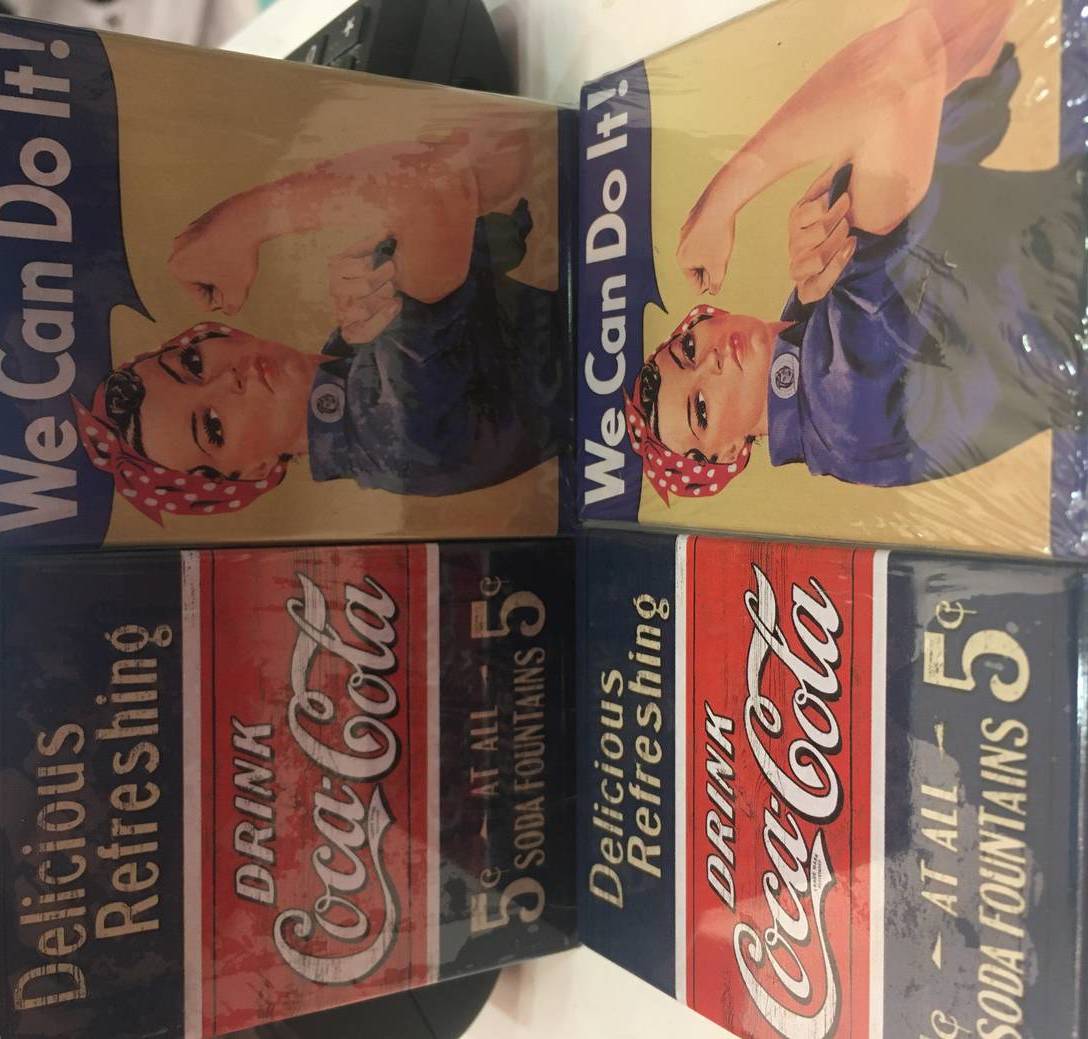 We Can Do It!
We Can Do It!
Delicious
Refreshing
DRINK
Coca-Cola
5¢ AT ALL 5¢
SODA FOUNTAINS
Delicious
Refreshing
DRINK
Coca-Cola
5¢ AT ALL 5¢
SODA FOUNTAINS